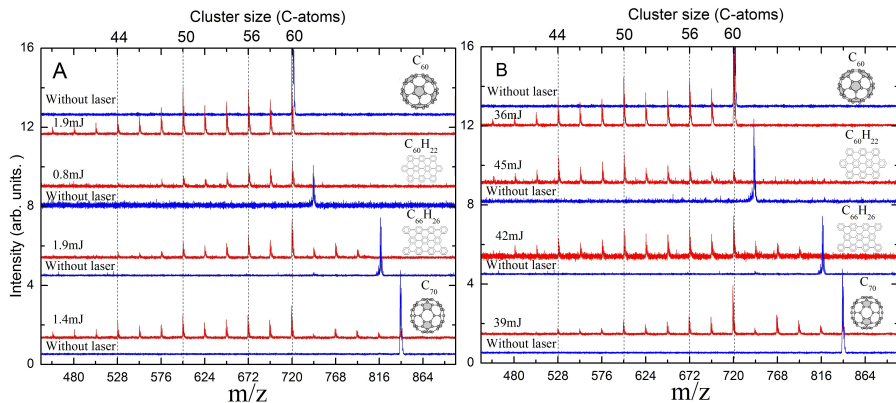 Cluster size (C-atoms)
44 50 56 60
A
C60
Without laser
1.9mJ
C60H22
0.8mJ
Without laser
C66H26
1.9mJ
Without laser
C70
1.4mJ
Without laser
16
12
8
4
0
Intensity (arb. units.)
480 528 576 624 672 720 768 816 864
m/z
Cluster size (C-atoms)
44 50 56 60
B
C60
Without laser
36mJ
C60H22
45mJ
Without laser
C66H26
42mJ
Without laser
C70
39mJ
Without laser
16
12
8
4
0
480 528 576 624 672 720 768 816 864
m/z